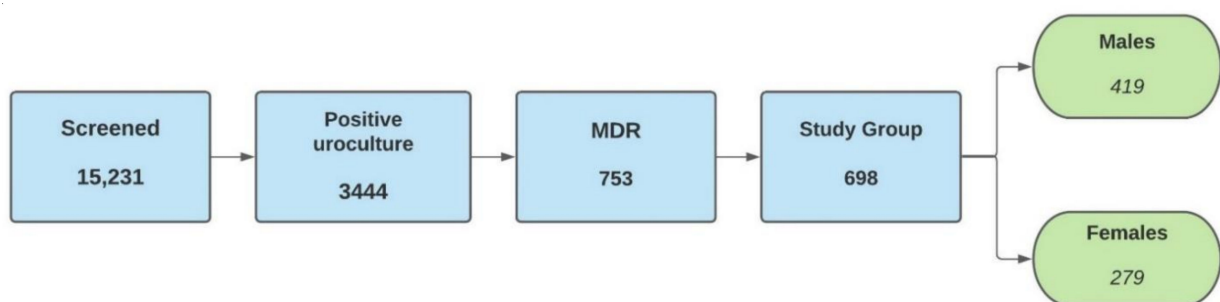 Screened
15,231
Positive
uroculture
3444
MDR
753
Study Group
698
Males
419
Females
279